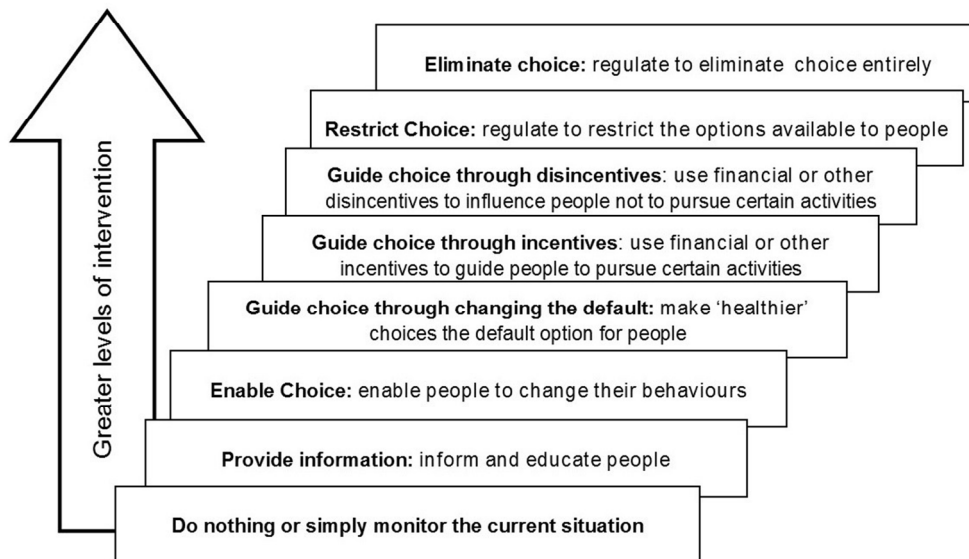 Eliminate choice: regulate to eliminate choice entirely
Restrict Choice: regulate to restrict the options available to people
Guide choice through disincentives: use financial or other
disincentives to influence people not to pursue certain activities
Guide choice through incentives: use financial or other
incentives to guide people to pursue certain activities
Guide choice through changing the default: make ‘healthier’
choices the default option for people
Enable Choice: enable people to change their behaviours
Provide information: inform and educate people
Do nothing or simply monitor the current situation
Greater levels of intervention